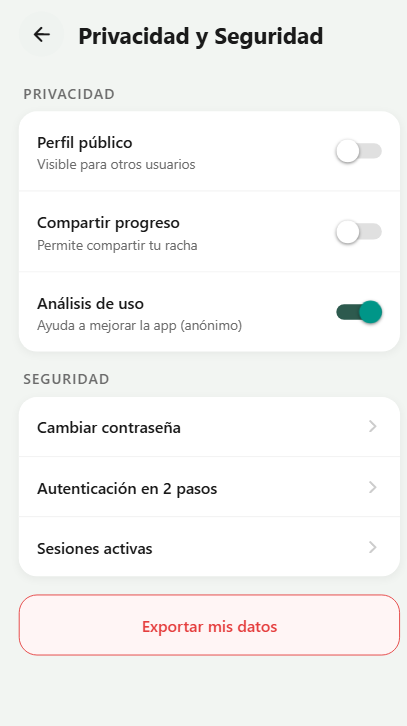 Privacidad y Seguridad
PRIVACIDAD
Perfil público
Visible para otros usuarios
Compartir progreso
Permite compartir tu racha
Análisis de uso
Ayuda a mejorar la app (anónimo)
SEGURIDAD
Cambiar contraseña
Autenticación en 2 pasos
Sesiones activas
Exportar mis datos